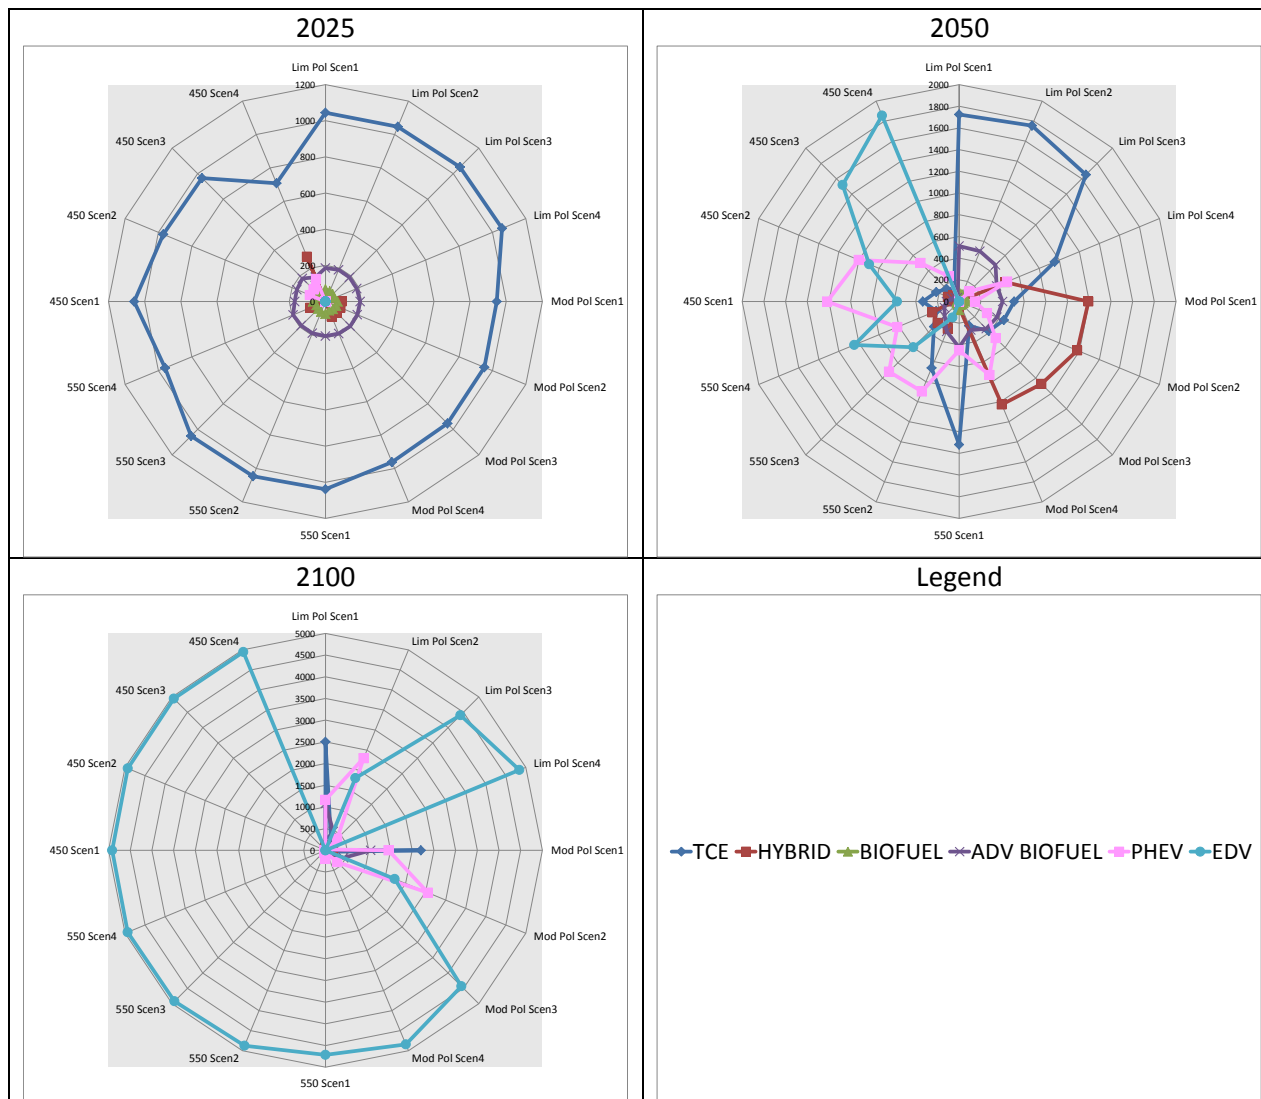 2025
Lim Pol Scen1
Lim Pol Scen2
Lim Pol Scen3
Lim Pol Scen4
Mod Pol Scen1
Mod Pol Scen2
Mod Pol Scen3
Mod Pol Scen4
550 Scen1
550 Scen2
550 Scen3
550 Scen4
450 Scen1
450 Scen2
450 Scen3
450 Scen4
1200
1000
800
600
400
200
0
2050
Lim Pol Scen1
Lim Pol Scen2
Lim Pol Scen3
Lim Pol Scen4
Mod Pol Scen1
Mod Pol Scen2
Mod Pol Scen3
Mod Pol Scen4
550 Scen1
550 Scen2
550 Scen3
550 Scen4
450 Scen1
450 Scen2
450 Scen3
450 Scen4
2000
1800
1600
1400
1200
1000
800
600
400
200
0
2100
Lim Pol Scen1
Lim Pol Scen2
Lim Pol Scen3
Lim Pol Scen4
Mod Pol Scen1
Mod Pol Scen2
Mod Pol Scen3
Mod Pol Scen4
550 Scen1
550 Scen2
550 Scen3
550 Scen4
450 Scen1
450 Scen2
450 Scen3
450 Scen4
5000
4500
4000
3500
3000
2500
2000
1500
1000
500
0
Legend
TCE HYBRID BIOFUEL ADV BIOFUEL PHEV EDV